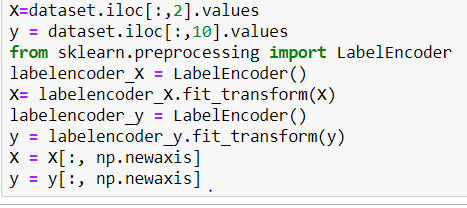 X=dataset.iloc[:,2].values
y = dataset.iloc[:,10].values
from sklearn.preprocessing import LabelEncoder
labelencoder_X = LabelEncoder()
X= labelencoder_X.fit_transform(X)
labelencoder_y = LabelEncoder()
y = labelencoder_y.fit_transform(y)
X = X[:, np.newaxis]
y = y[:, np.newaxis]